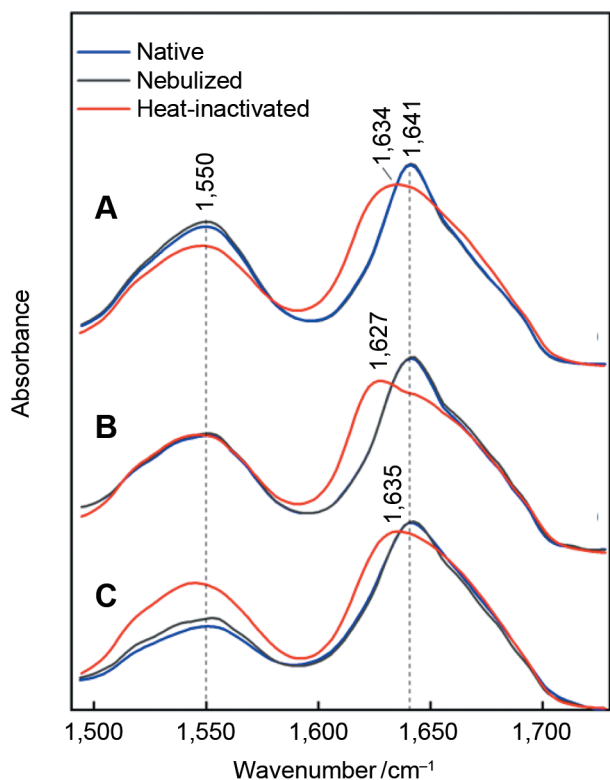 Native
Nebulized
Heat-inactivated
1,634
1,641
1,550
A
1,627
B
1,635
C
Absorbance
1,500 1,550 1,600 1,650 1,700
Wavenumber /cm⁻¹